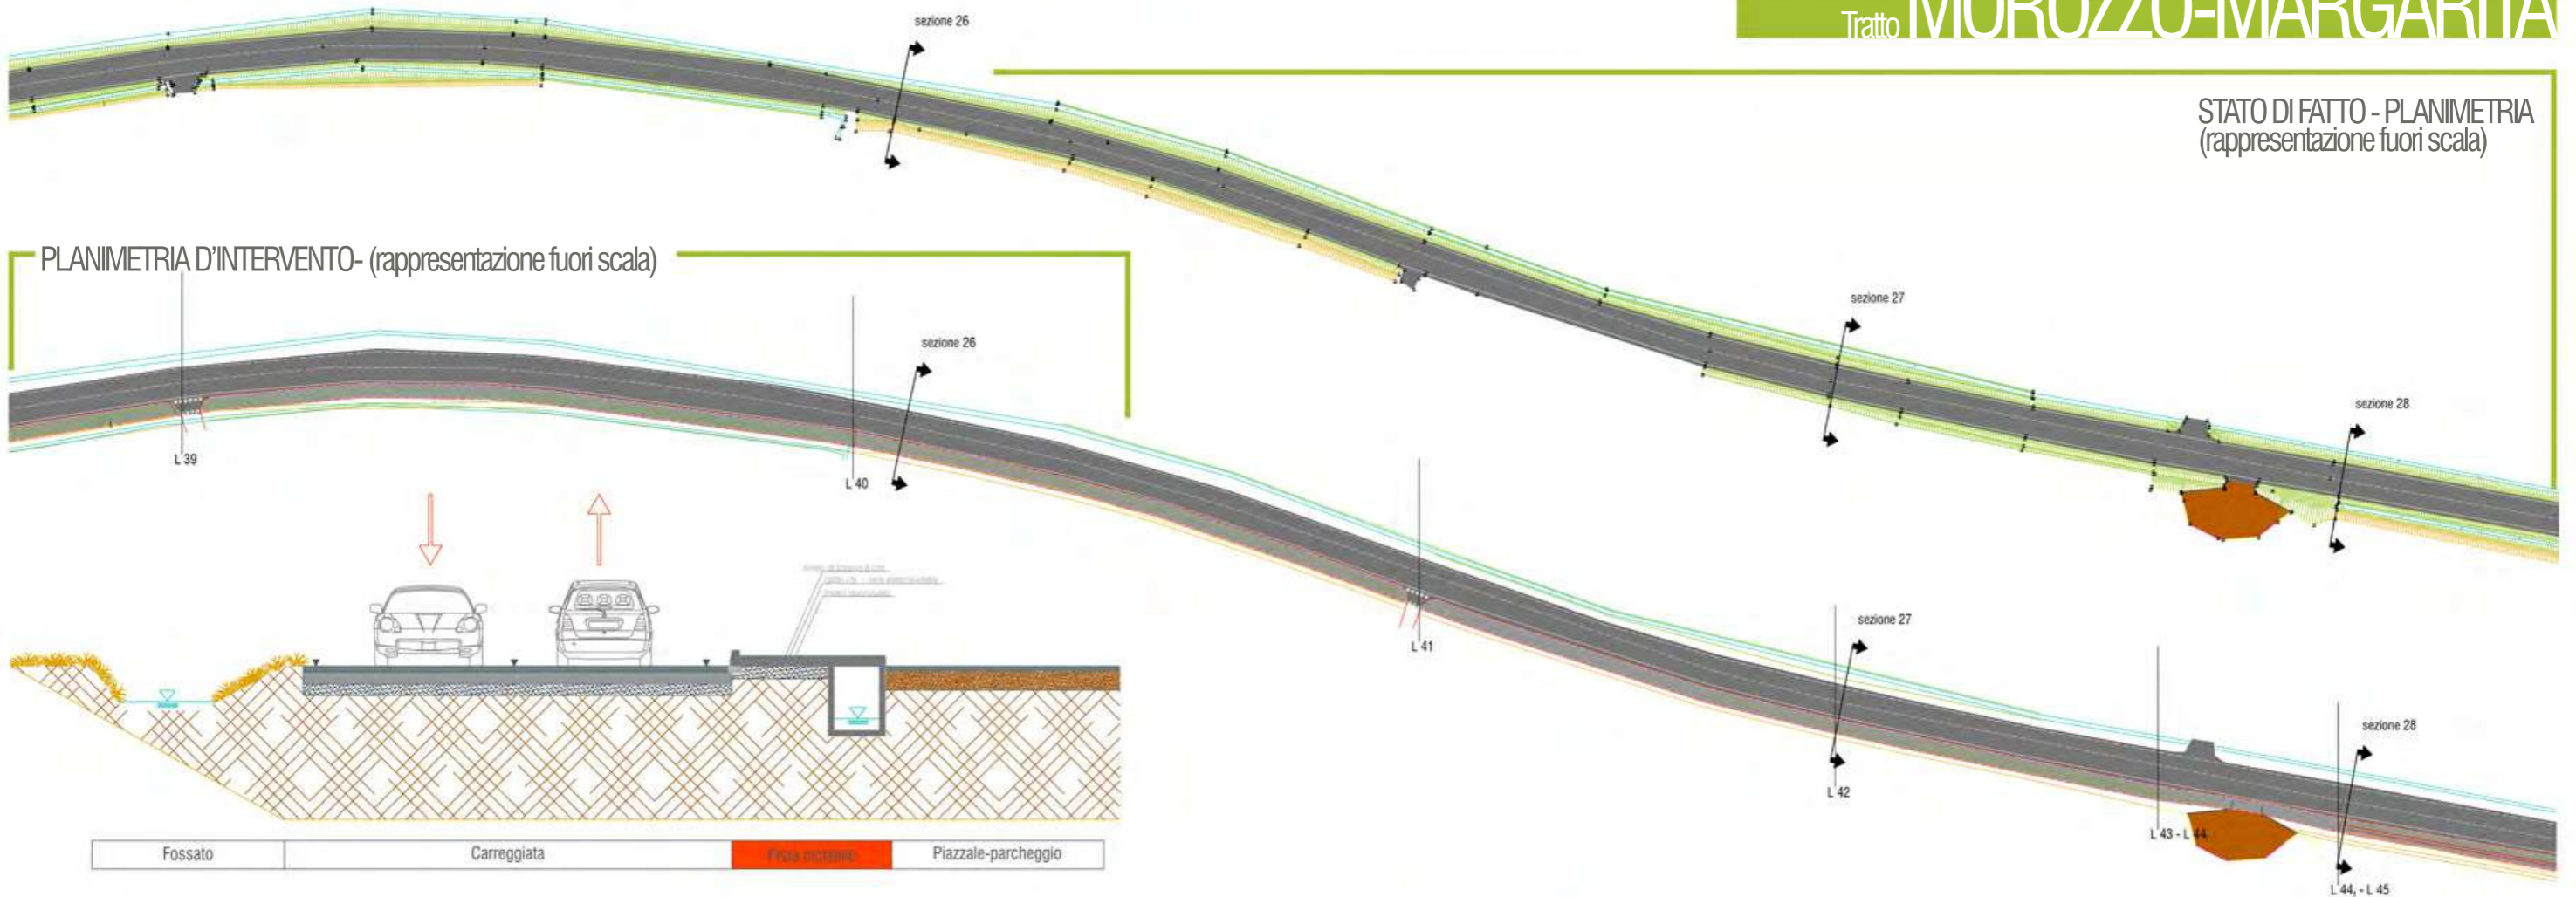 Tratto MOROZZO-MARGARITA
sezione 26
STATO DI FATTO - PLANIMETRIA
(rappresentazione fuori scala)
sezione 27
sezione 28
PLANIMETRIA D'INTERVENTO- (rappresentazione fuori scala)
sezione 26
L 39
L 40
L 41
sezione 27
L 42
sezione 28
L 43 - L 44,
L 44, - L 45
Fossato
Carreggiata
Piazzale-parcheggio